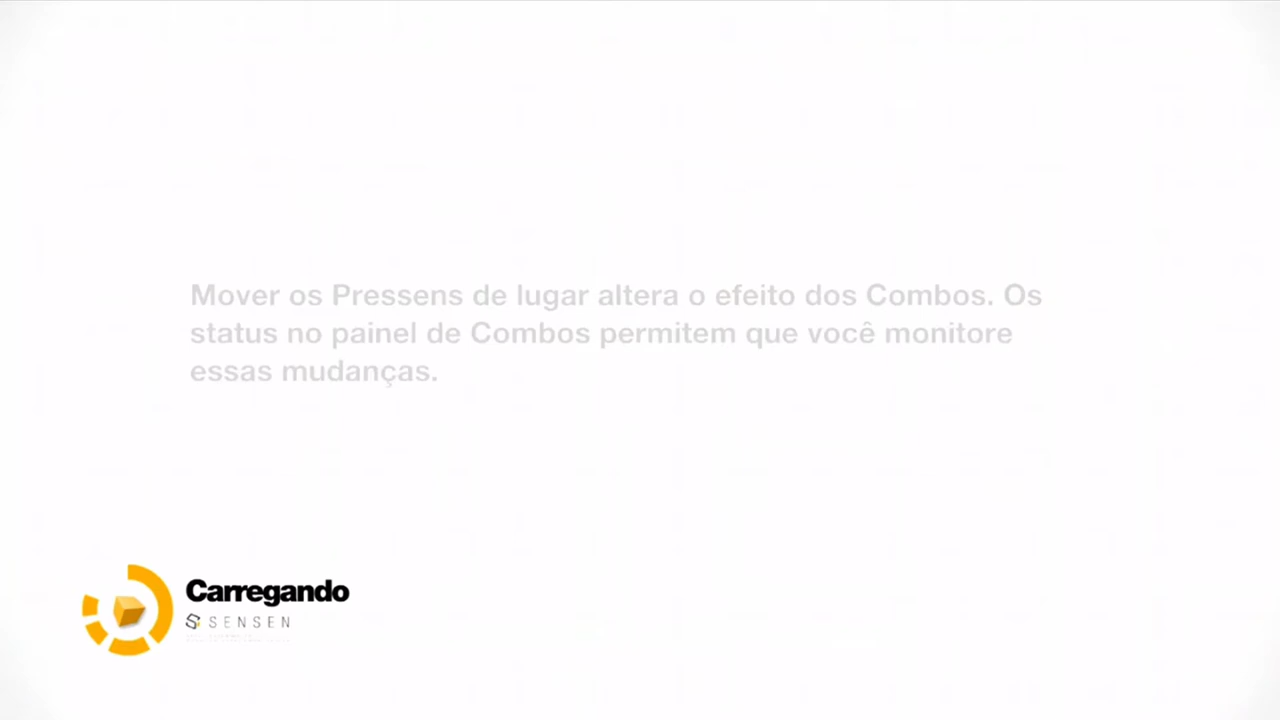 Mover os Pressens de lugar altera o efeito dos Combos. Os
status no painel de Combos permitem que você monitore
essas mudanças.
Carregando
SENSEN